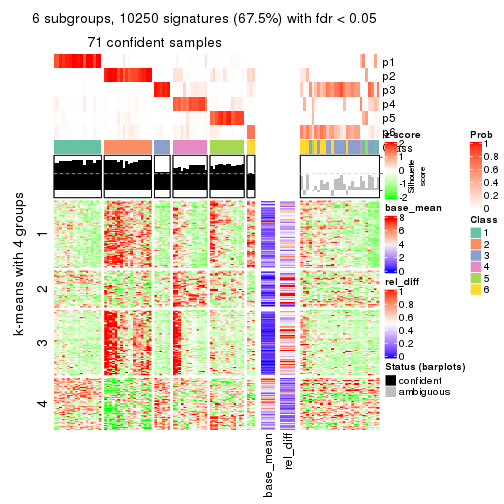 6 subgroups, 10250 signatures (67.5%) with fdr < 0.05
71 confident samples
p1
p2
p3
p4
p5
p6
Class
z-score
2
1
0
-1
-2
Silhouette
score
Prob
1
0.8
0.6
0.4
0.2
0
base_mean
8
6
4
2
0
Class
1
2
3
4
5
6
rel_diff
1
0.8
0.6
0.4
0.2
0
Status (barplots)
confident
ambiguous
k-means with 4 groups
1
2
3
4
base_mean
rel_diff